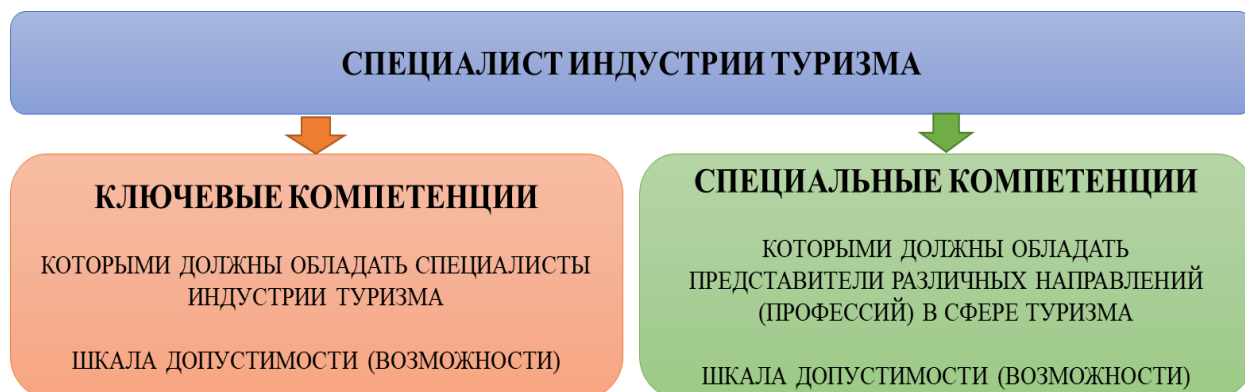 СПЕЦИАЛИСТ ИНДУСТРИИ ТУРИЗМА
КЛЮЧЕВЫЕ КОМПЕТЕНЦИИ
КОТОРЫМИ ДОЛЖНЫ ОБЛАДАТЬ СПЕЦИАЛИСТЫ
ИНДУСТРИИ ТУРИЗМА
ШКАЛА ДОПУСТИМОСТИ (ВОЗМОЖНОСТИ)
СПЕЦИАЛЬНЫЕ КОМПЕТЕНЦИИ
КОТОРЫМИ ДОЛЖНЫ ОБЛАДАТЬ
ПРЕДСТАВИТЕЛИ РАЗЛИЧНЫХ НАПРАВЛЕНИЙ
(ПРОФЕССИЙ) В СФЕРЕ ТУРИЗМА
ШКАЛА ДОПУСТИМОСТИ (ВОЗМОЖНОСТИ)